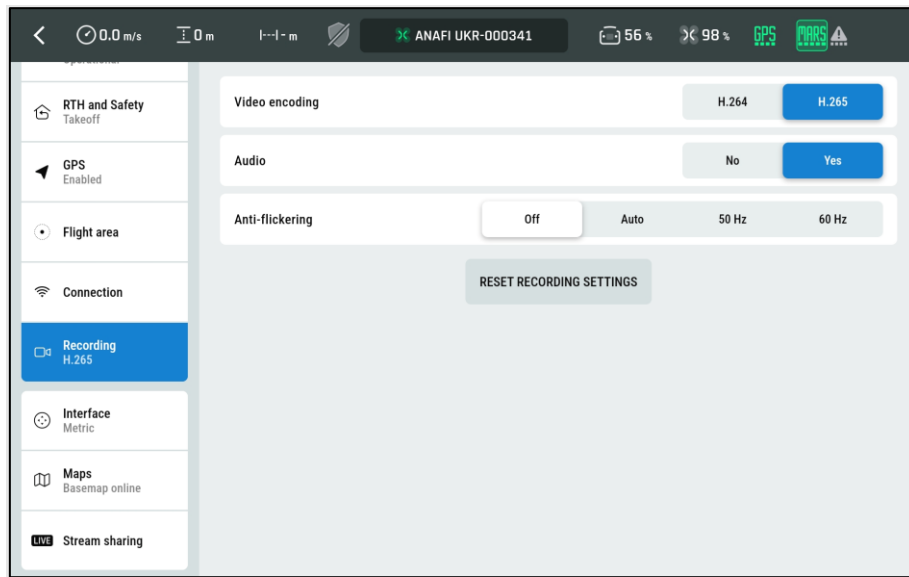 0.0 m/s
0 m
- m
ANAFI UKR-000341
56 %
98 %
GPS
MARS
RTH and Safety
Takeoff
GPS
Enabled
Flight area
Connection
Recording
H.265
Interface
Metric
Maps
Basemap online
LIVE
Stream sharing
Video encoding
H.264
H.265
Audio
No
Yes
Anti-flickering
Off
Auto
50 Hz
60 Hz
RESET RECORDING SETTINGS